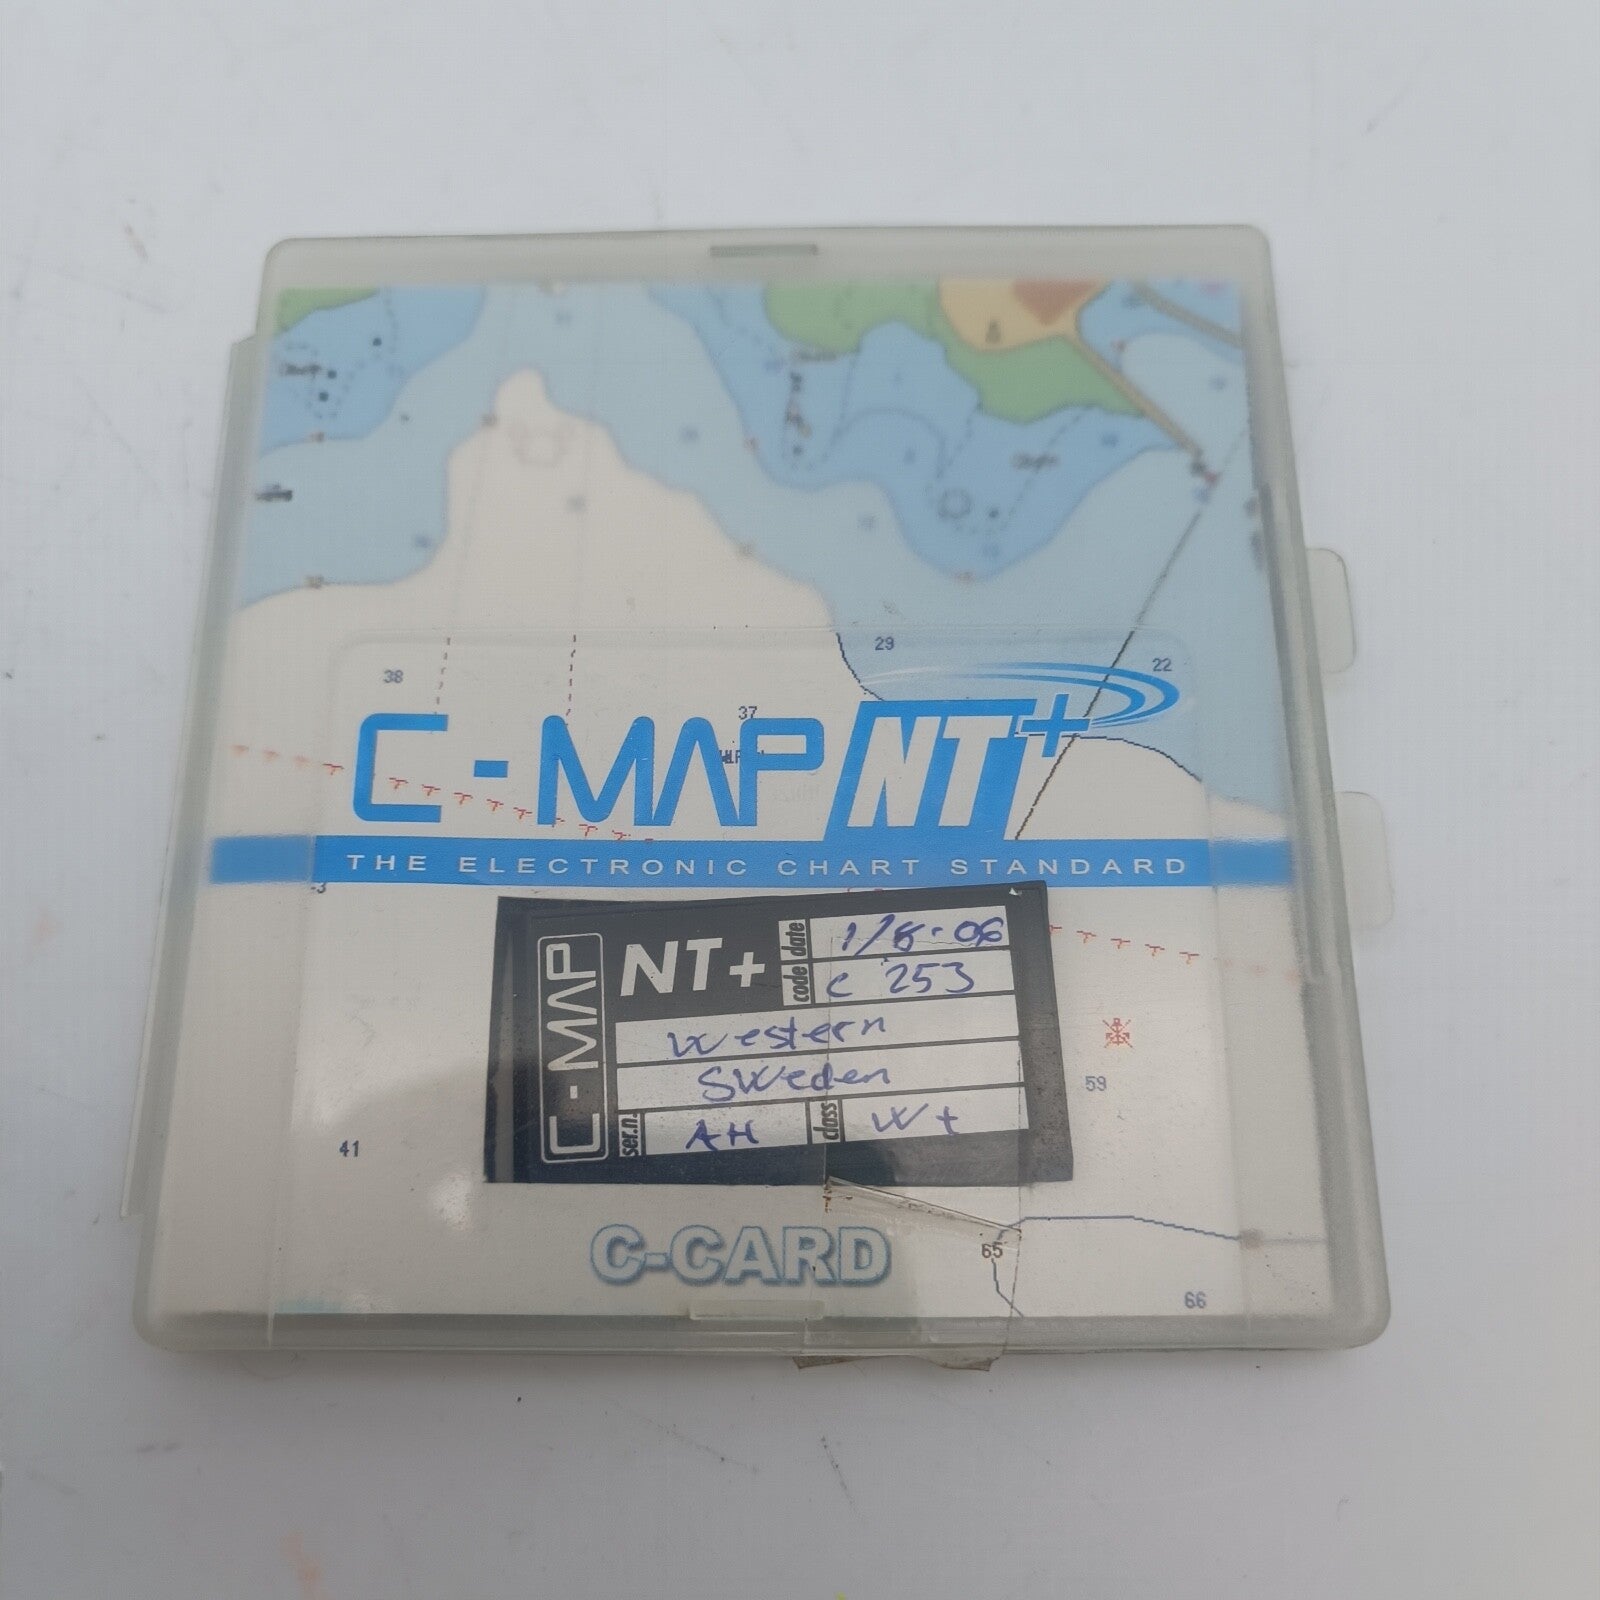 29
38
22
37
C-MAP NT+
THE ELECTRONIC CHART STANDARD
-3
C-MAP
NT+
date 1/8-06
code C 253
Western
Sweden
ser.n. AH
class W+
59
41
C-CARD
65
66